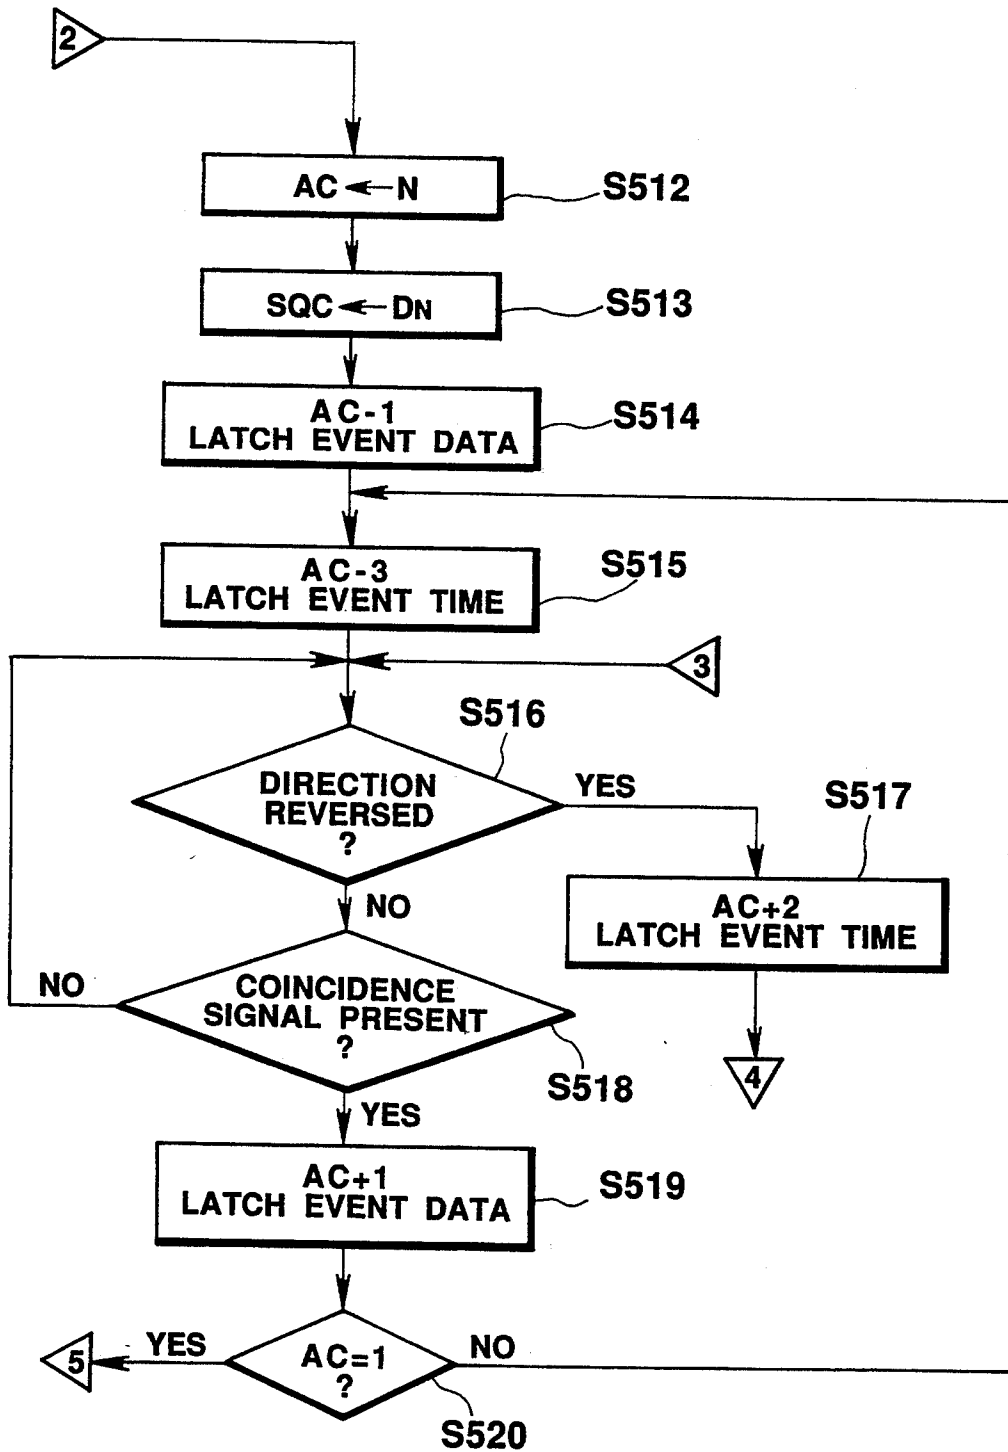 2
AC←N
S512
SQC←DN
S513
AC-1
LATCH EVENT DATA
S514
AC-3
LATCH EVENT TIME
S515
3
S516
DIRECTION
REVERSED
?
YES
S517
NO
AC+2
LATCH EVENT TIME
NO
COINCIDENCE
SIGNAL PRESENT
?
S518
4
YES
AC+1
LATCH EVENT DATA
S519
5
YES
AC=1
?
NO
S520